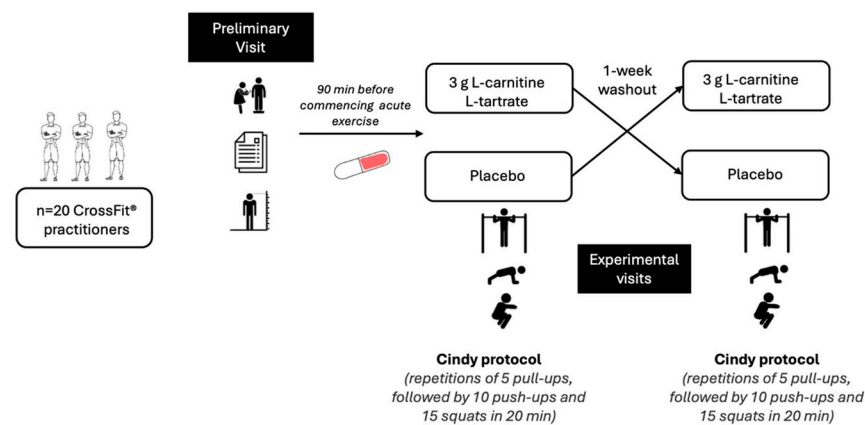 Preliminary
Visit
90 min before
commencing acute
exercise
n=20 CrossFit®
practitioners
3 g L-carnitine
L-tartrate
1-week
washout
3 g L-carnitine
L-tartrate
Placebo
Placebo
Experimental
visits
Cindy protocol
(repetitions of 5 pull-ups,
followed by 10 push-ups and
15 squats in 20 min)
Cindy protocol
(repetitions of 5 pull-ups,
followed by 10 push-ups and
15 squats in 20 min)